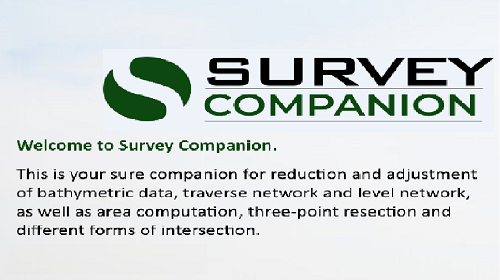 SURVEY
COMPANION
Welcome to Survey Companion.
This is your sure companion for reduction and adjustment
of bathymetric data, traverse network and level network,
as well as area computation, three-point resection and
different forms of intersection.